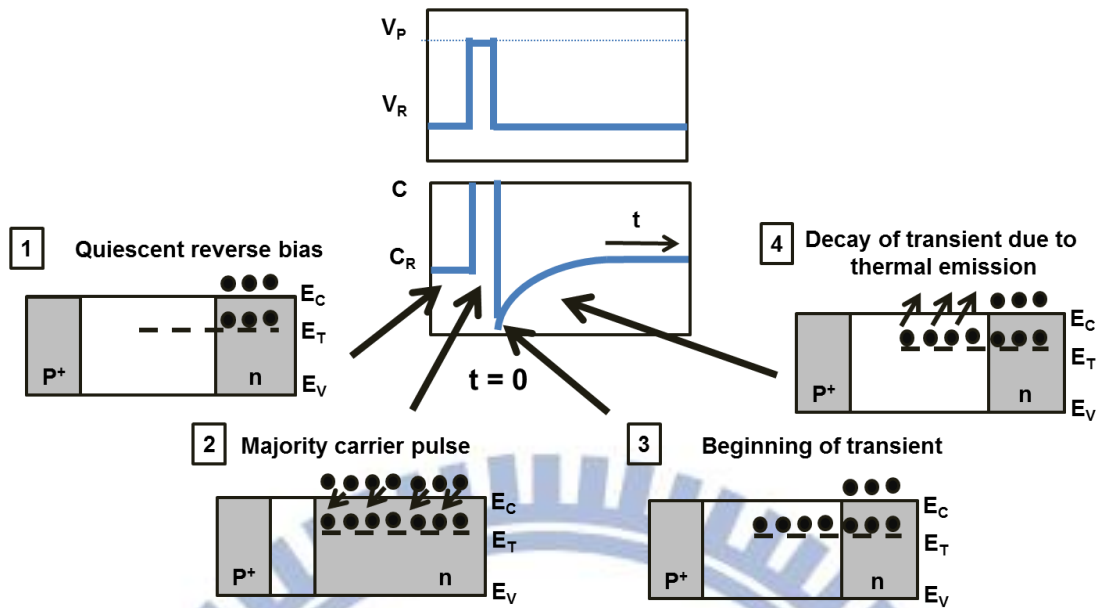 V_P
V_R
C
C_R
t
t = 0
1
Quiescent reverse bias
E_C
E_T
E_V
P⁺
n
4
Decay of transient due to
thermal emission
E_C
E_T
E_V
P⁺
n
2
Majority carrier pulse
E_C
E_T
E_V
P⁺
n
3
Beginning of transient
E_C
E_T
E_V
P⁺
n